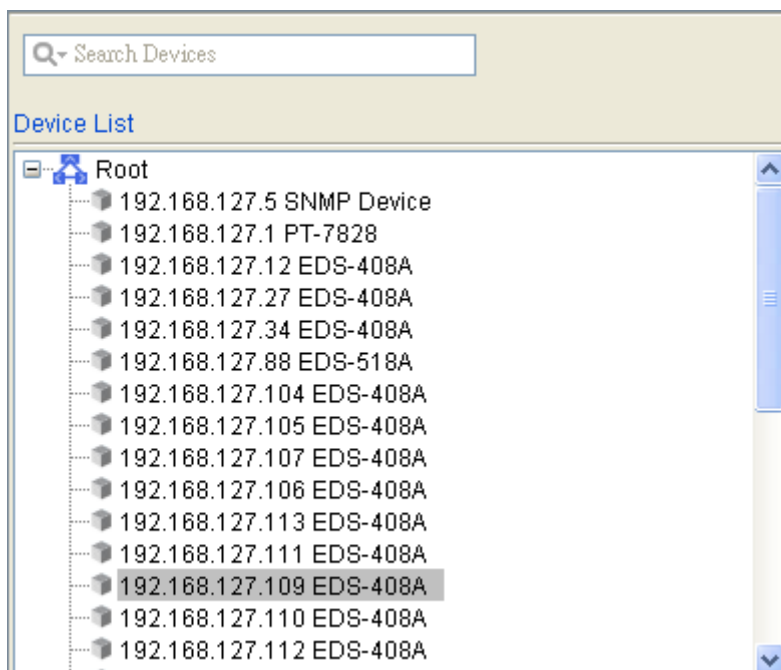 Search Devices
Device List
Root
192.168.127.5 SNMP Device
192.168.127.1 PT-7828
192.168.127.12 EDS-408A
192.168.127.27 EDS-408A
192.168.127.34 EDS-408A
192.168.127.88 EDS-518A
192.168.127.104 EDS-408A
192.168.127.105 EDS-408A
192.168.127.107 EDS-408A
192.168.127.106 EDS-408A
192.168.127.113 EDS-408A
192.168.127.111 EDS-408A
192.168.127.109 EDS-408A
192.168.127.110 EDS-408A
192.168.127.112 EDS-408A